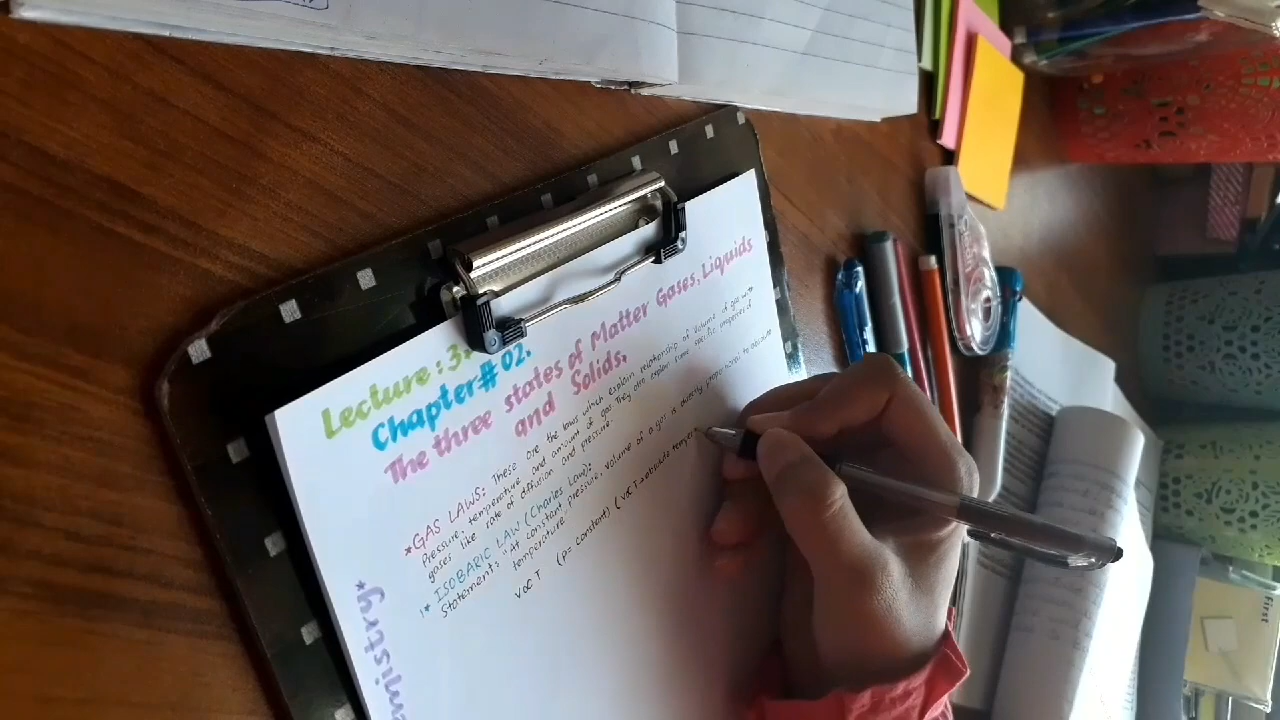 Lecture: 3
Chapter# 02.
The three states of Matter Gases, Liquids
and Solids.
*GAS LAWS: These are the laws which explain relationship of Volume of gas with
Pressure, temperature and amount of gas. They also explain some specific properties of
gases like rate of diffusion and pressure.
1* ISOBARIC LAW (Charles Law):
Statement: "At constant pressure, volume of a gas is directly proportional to absolute
temperature.
V∝T (P= constant) (V∝T→absolute temper
emistry*
First